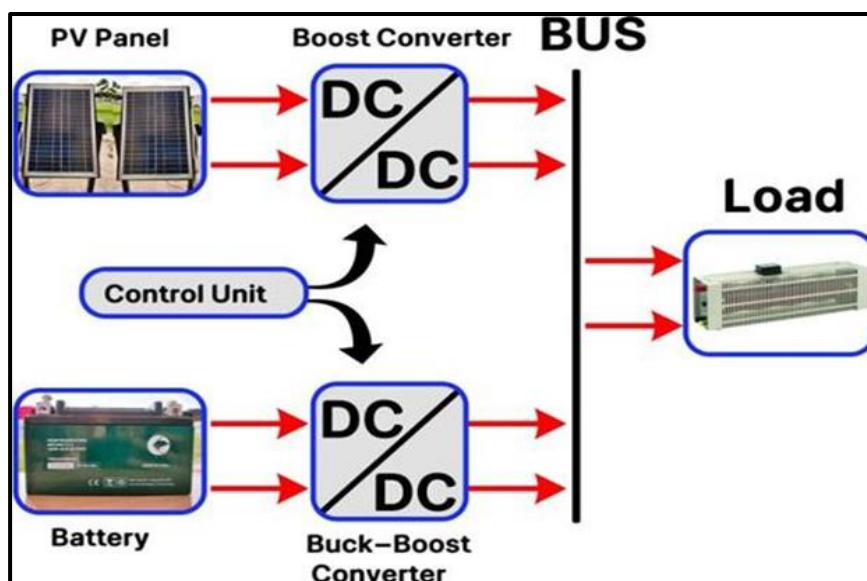 PV Panel
Boost Converter
BUS
DC
DC
Load
Control Unit
DC
DC
Battery
Buck–Boost
Converter